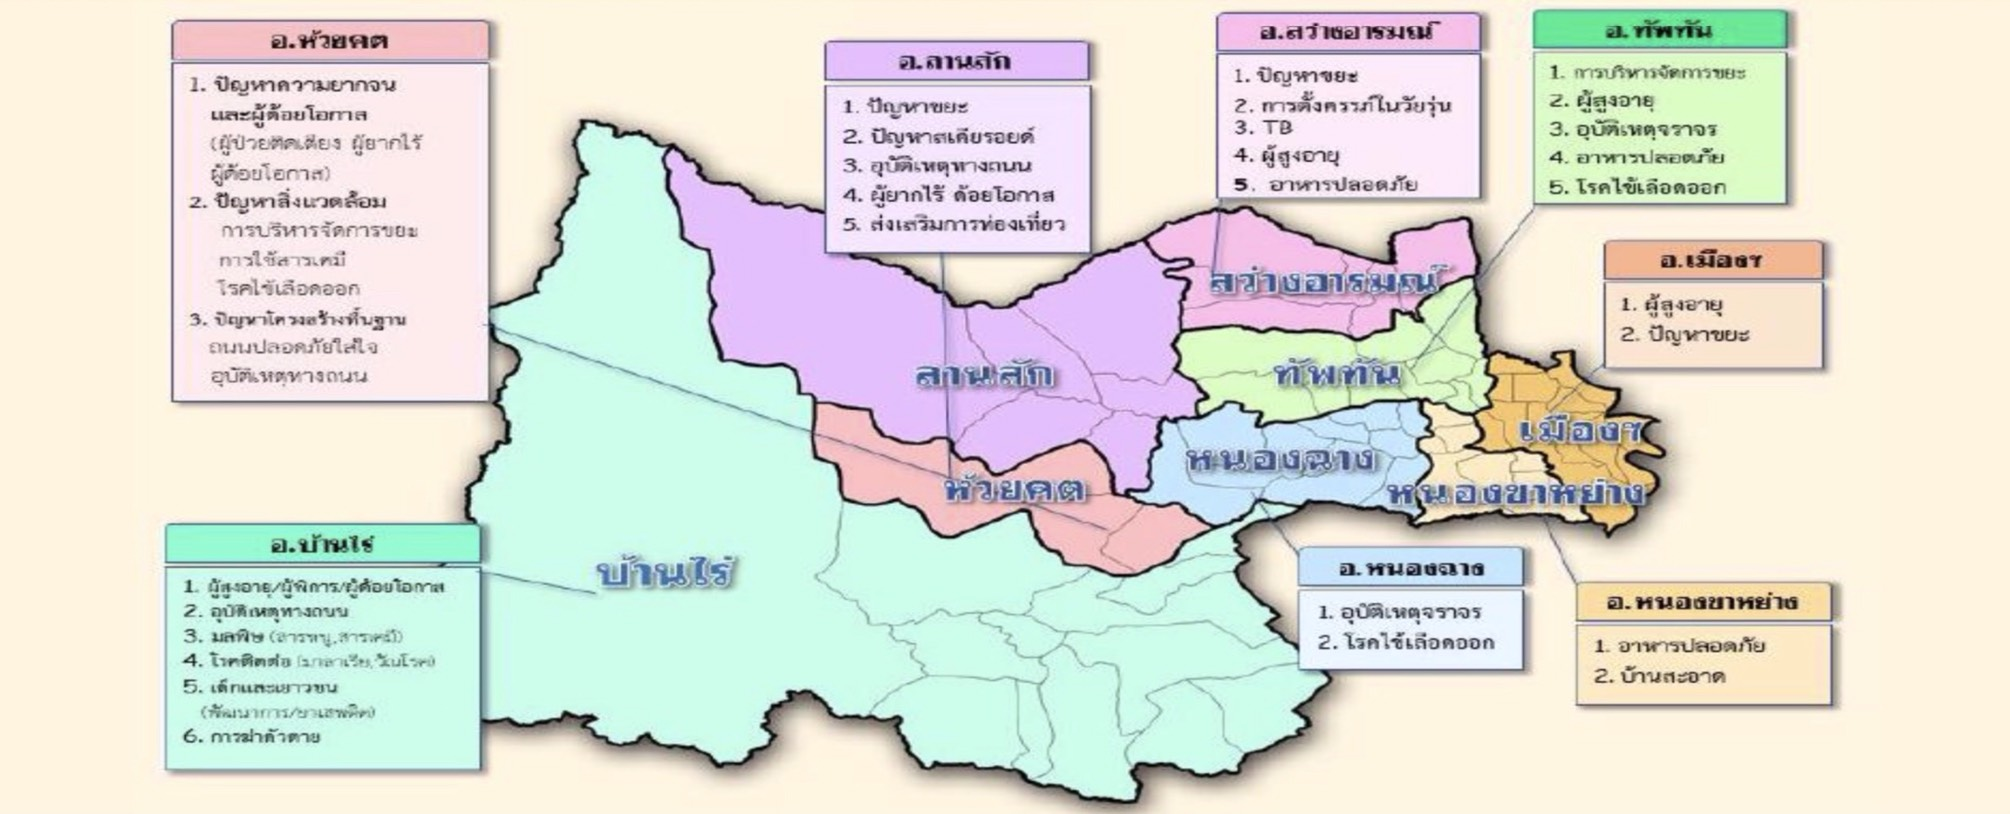 อ.ห้วยคต
1. ปัญหาความยากจน
และผู้ด้อยโอกาส
(ผู้ป่วยติดเตียง ผู้ยากไร้
ผู้ด้อยโอกาส)
2. ปัญหาสิ่งแวดล้อม
การบริหารจัดการขยะ
การใช้สารเคมี
โรคไข้เลือดออก
3. ปัญหาโครงสร้างพื้นฐาน
ถนนปลอดภัยใส่ใจ
อุบัติเหตุทางถนน
อ.ลานสัก
1. ปัญหาขยะ
2. ปัญหาสเตียรอยด์
3. อุบัติเหตุทางถนน
4. ผู้ยากไร้ ด้อยโอกาส
5. ส่งเสริมการท่องเที่ยว
อ.สว่างอารมณ์
1. ปัญหาขยะ
2. การตั้งครรภ์ในวัยรุ่น
3. TB
4. ผู้สูงอายุ
5. อาหารปลอดภัย
อ.ทัพทัน
1. การบริหารจัดการขยะ
2. ผู้สูงอายุ
3. อุบัติเหตุจราจร
4. อาหารปลอดภัย
5. โรคไข้เลือดออก
อ.เมืองฯ
1. ผู้สูงอายุ
2. ปัญหาขยะ
สว่างอารมณ์
ลานสัก
ทัพทัน
เมืองฯ
หนองฉาง
ห้วยคต
หนองขาหย่าง
บ้านไร่
อ.บ้านไร่
1. ผู้สูงอายุ/ผู้พิการ/ผู้ด้อยโอกาส
2. อุบัติเหตุทางถนน
3. มลพิษ (สารหนู,สารเคมี)
4. โรคติดต่อ (มาลาเรีย,วัณโรค)
5. เด็กและเยาวชน
(พัฒนาการ/ยาเสพติด)
6. การฆ่าตัวตาย
อ.หนองฉาง
1. อุบัติเหตุจราจร
2. โรคไข้เลือดออก
อ.หนองขาหย่าง
1. อาหารปลอดภัย
2. บ้านสะอาด